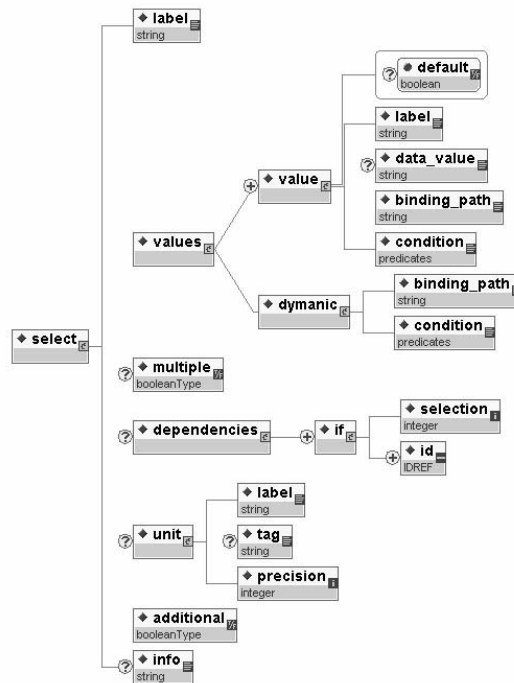 label
string
default
boolean
label
string
value
data_value
string
binding_path
string
values
condition
predicates
binding_path
string
dymanic
condition
predicates
select
multiple
booleanType
selection
integer
dependencies
if
id
IDREF
label
string
unit
tag
string
precision
integer
additional
booleanType
info
string